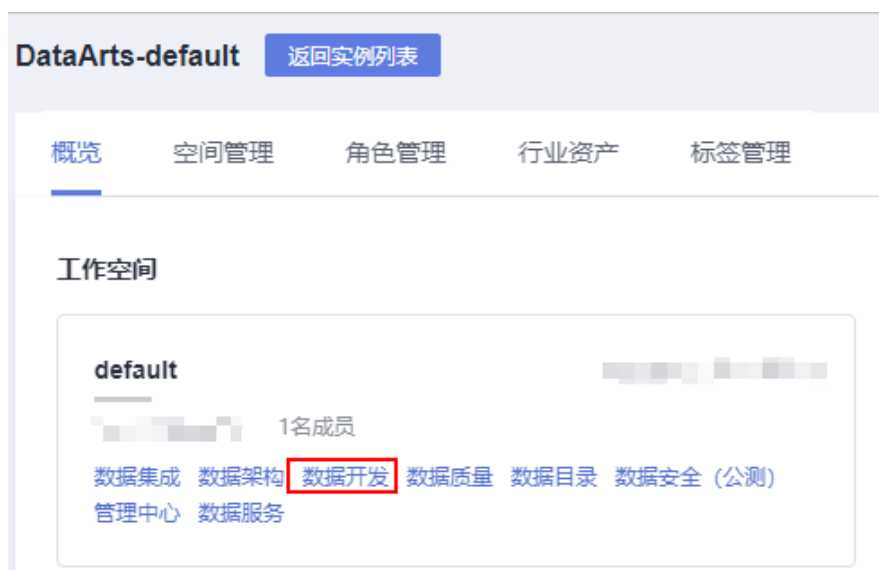 DataArts-default 返回实例列表
概览 空间管理 角色管理 行业资产 标签管理
工作空间
default
1名成员
数据集成 数据架构 数据开发 数据质量 数据目录 数据安全 (公测)
管理中心 数据服务